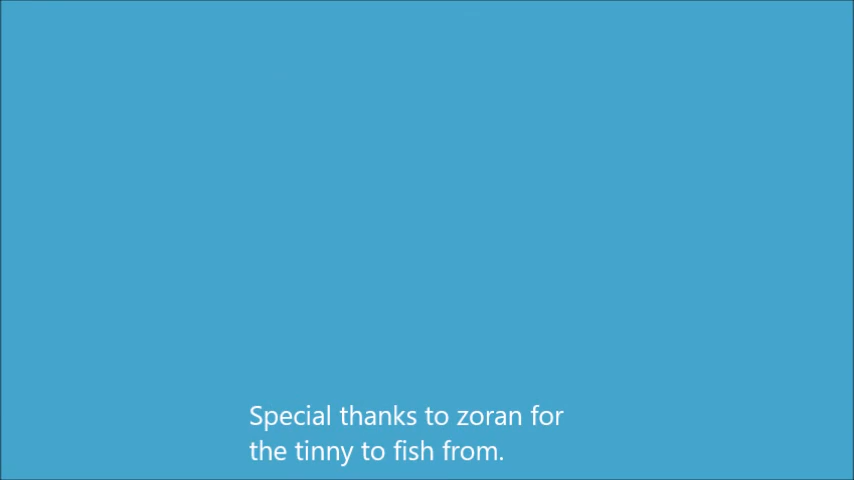 Special thanks to zoran for
the tinny to fish from.